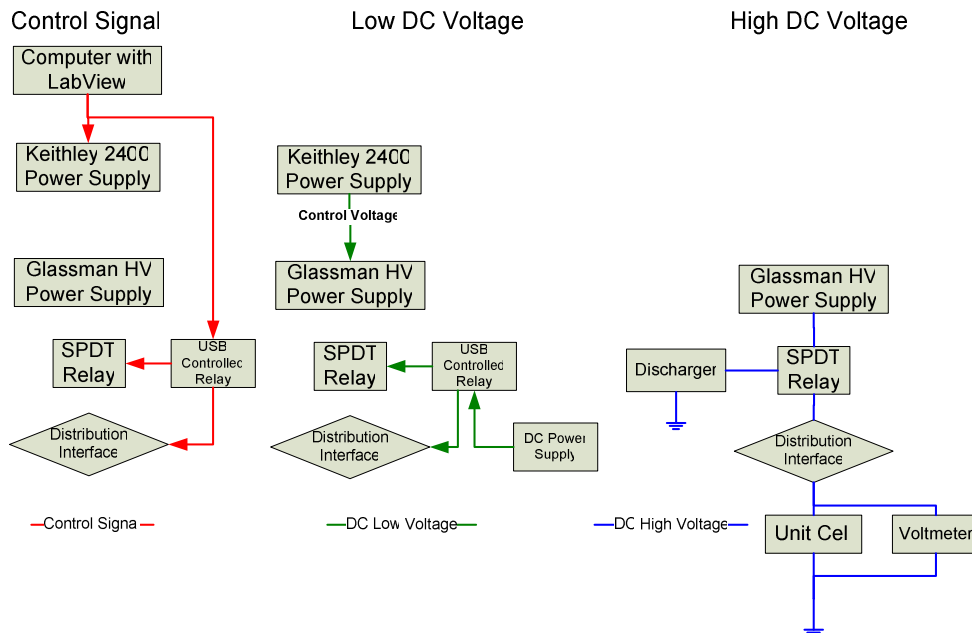 Control Signal
Low DC Voltage
High DC Voltage
Computer with
LabView
Keithley 2400
Power Supply
Glassman HV
Power Supply
SPDT
Relay
USB
Controlled
Relay
Distribution
Interface
Control Signa
Keithley 2400
Power Supply
Control Voltage
Glassman HV
Power Supply
SPDT
Relay
USB
Controlled
Relay
Distribution
Interface
DC Power
Supply
DC Low Voltage
Glassman HV
Power Supply
Discharger
SPDT
Relay
Distribution
Interface
DC High Voltage
Unit Cel
Voltmeter